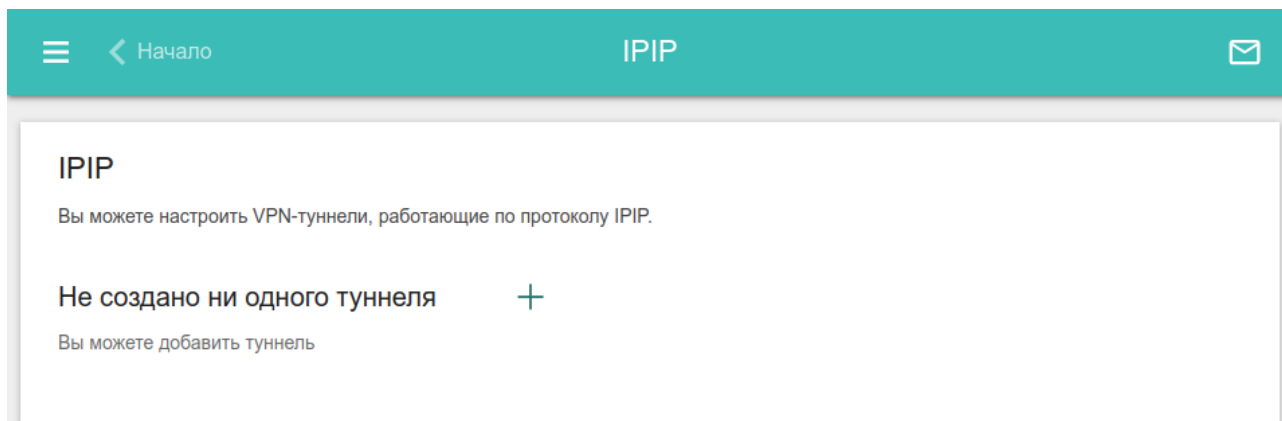 Начало
IPIP
IPIP
Вы можете настроить VPN-туннели, работающие по протоколу IPIP.
Не создано ни одного туннеля
Вы можете добавить туннель